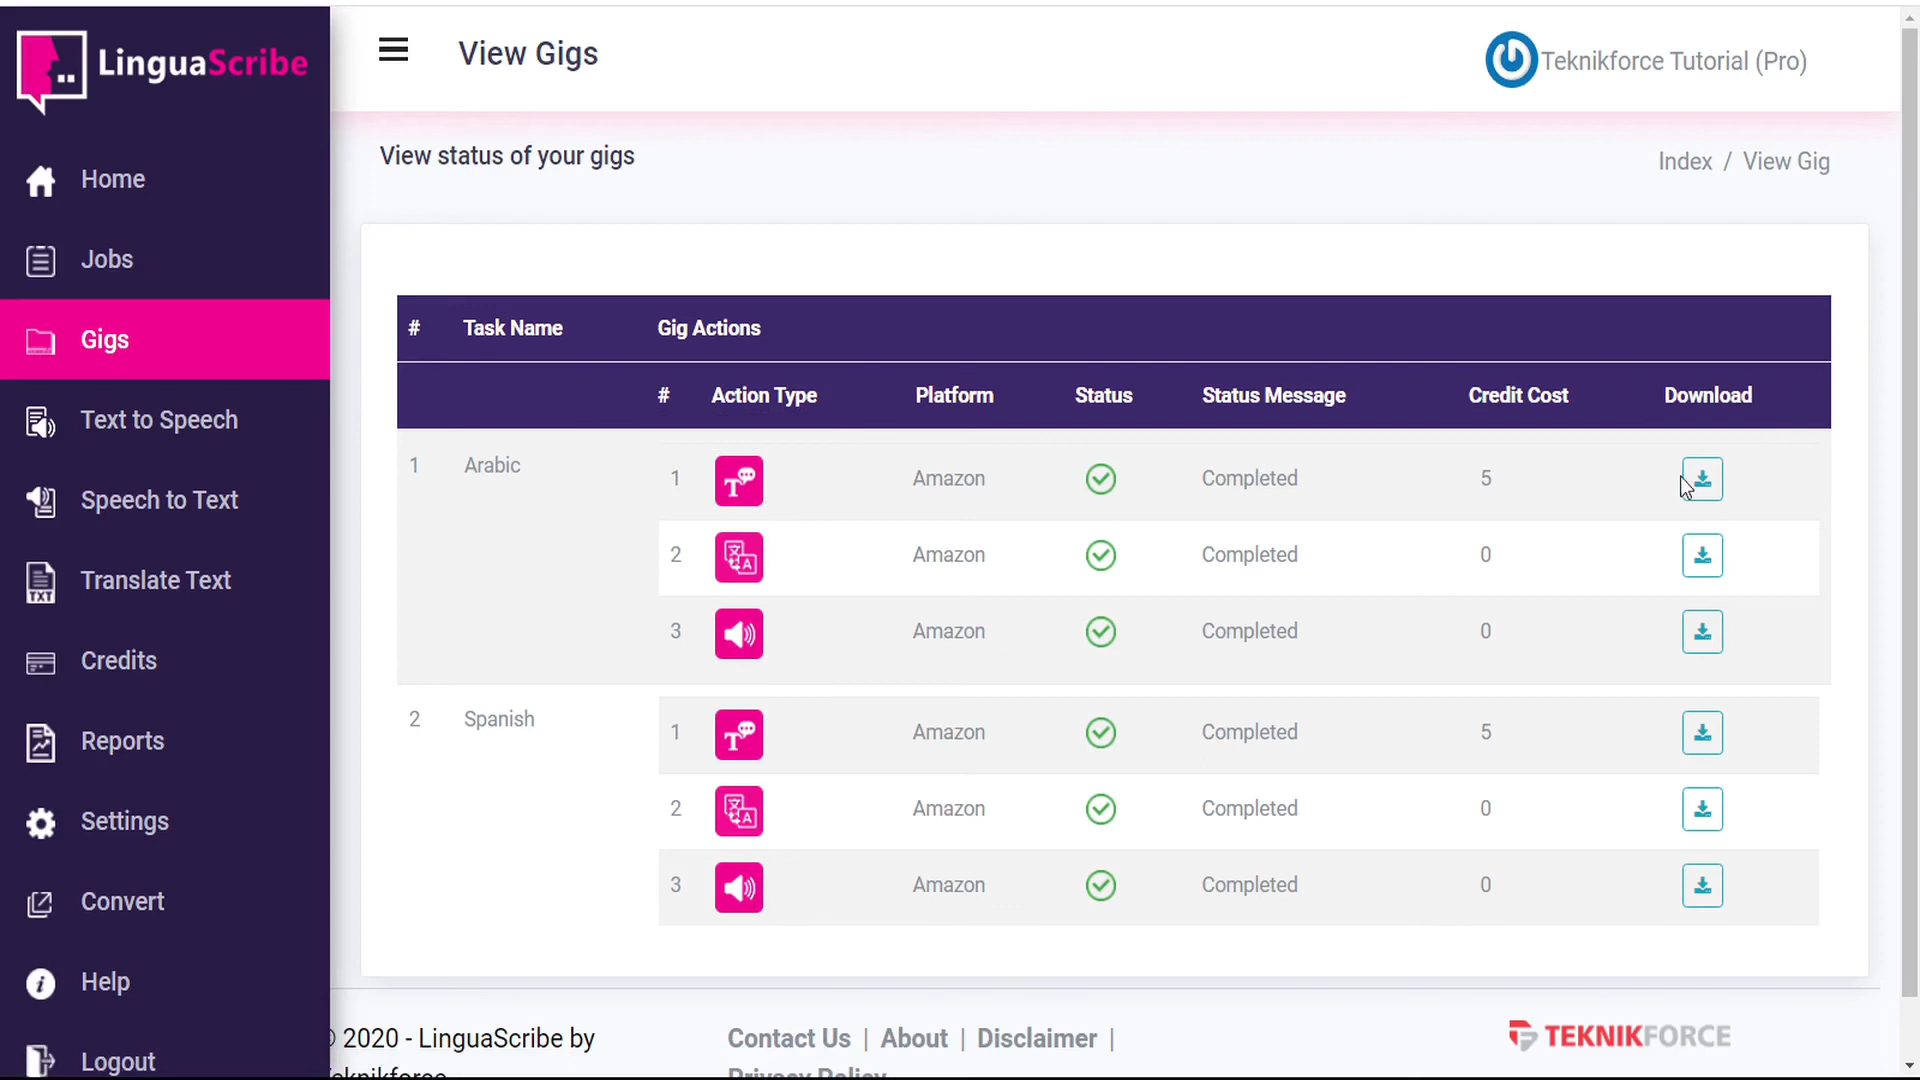 LinguaScribe
View Gigs
Teknikforce Tutorial (Pro)
View status of your gigs
Index / View Gig
Home
Jobs
Gigs
Text to Speech
Speech to Text
Translate Text
Credits
Reports
Settings
Convert
Help
Logout
# Task Name Gig Actions
# Action Type Platform Status Status Message Credit Cost Download
1 Arabic 1 Amazon Completed 5
2 Amazon Completed 0
3 Amazon Completed 0
2 Spanish 1 Amazon Completed 5
2 Amazon Completed 0
3 Amazon Completed 0
© 2020 - LinguaScribe by
Teknikforce
Contact Us | About | Disclaimer |
Privacy Policy
TEKNIKFORCE